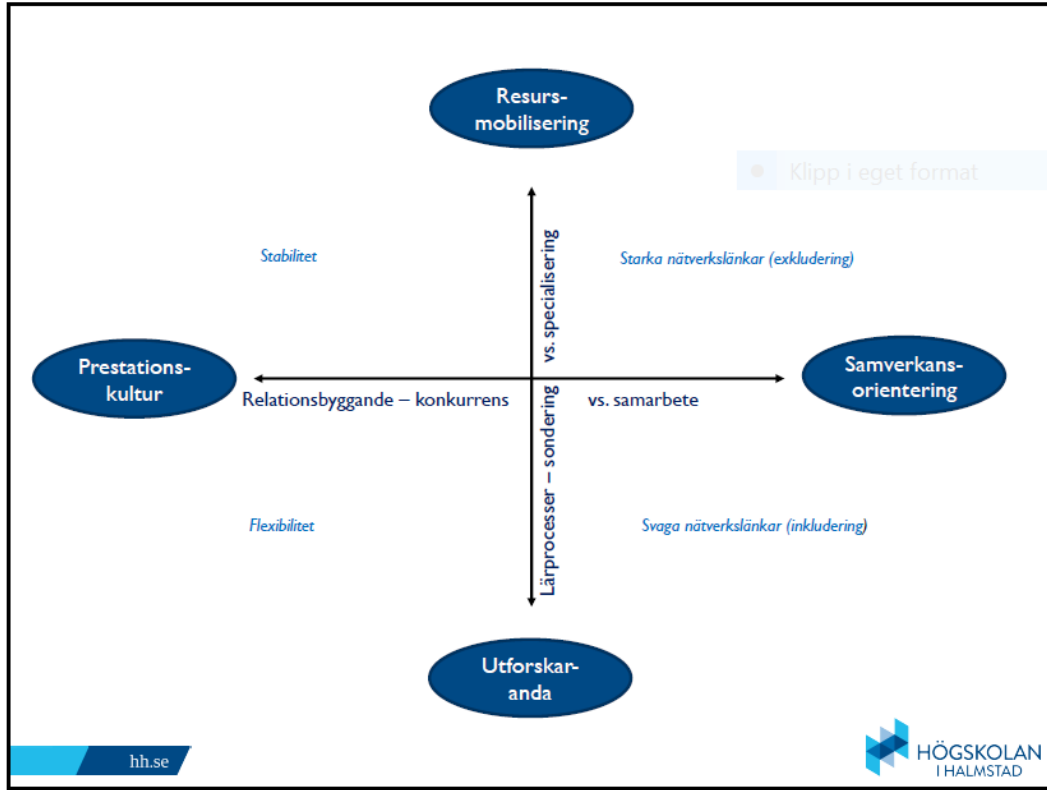 Resurs-
mobilisering
Klipp i eget format
Stabilitet
Starka nätverkslänkar (exkludering)
vs. specialisering
Prestations-
kultur
Samverkans-
orientering
Relationsbyggande – konkurrens
vs. samarbete
Lärprocesser – sondering
Flexibilitet
Svaga nätverkslänkar (inkludering)
Utforskar-
anda
hh.se
HÖGSKOLAN
I HALMSTAD